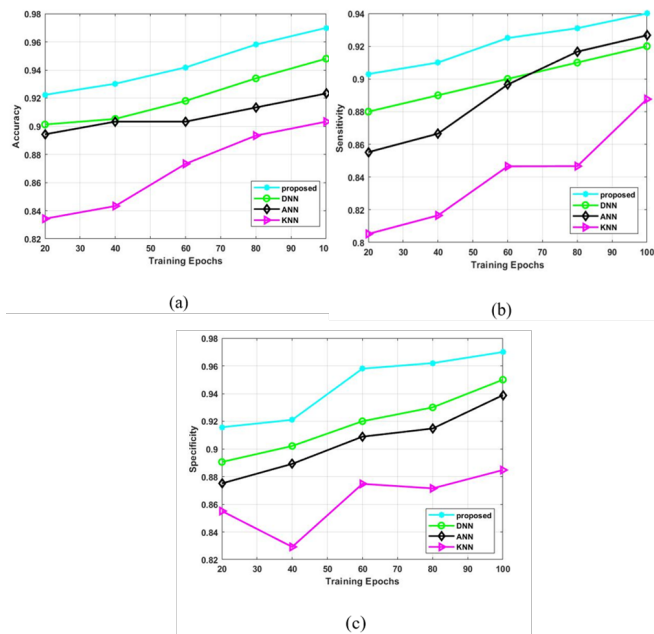 0.98
0.96
0.94
0.92
0.9
0.88
0.86
0.84
0.82
Accuracy
20 30 40 50 60 70 80 90 100
Training Epochs
proposed
DNN
ANN
KNN
(a)
0.94
0.92
0.9
0.88
0.86
0.84
0.82
0.8
Sensitivity
20 30 40 50 60 70 80 90 100
Training Epochs
proposed
DNN
ANN
KNN
(b)
0.98
0.96
0.94
0.92
0.9
0.88
0.86
0.84
0.82
Specificity
20 30 40 50 60 70 80 90 100
Training Epochs
proposed
DNN
ANN
KNN
(c)